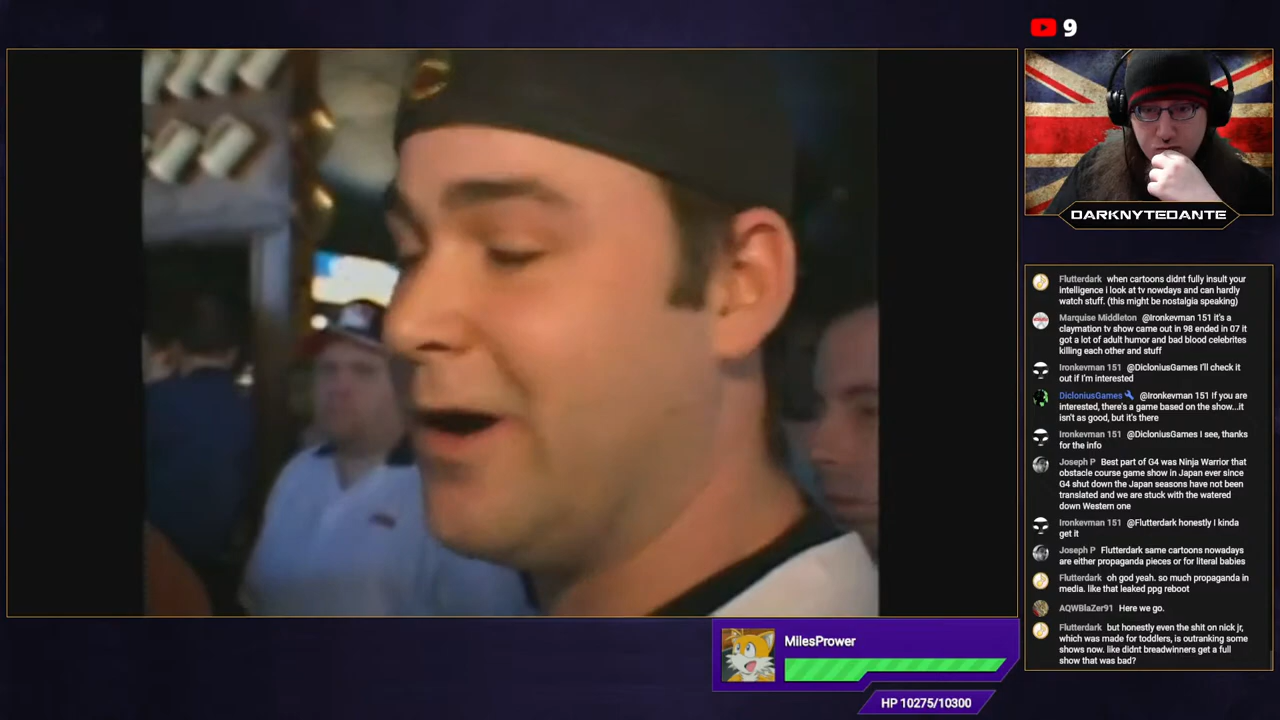 9
DARKNYTEDANTE
Flutterdark when cartoons didnt fully insult your
intelligence i look at tv nowdays and can hardly
watch stuff. (this might be nostalgia speaking)
Marquise Middleton @Ironkevman 151 it's a
claymation tv show came out in 98 ended in 07 it
got a lot of adult humor and bad blood celebrites
killing each other and stuff
Ironkevman 151 @DicloniusGames I'll check it
out if I'm interested
DicloniusGames @Ironkevman 151 If you are
interested, there's a game based on the show...it
isn't as good, but it's there
Ironkevman 151 @DicloniusGames I see, thanks
for the info
Joseph P Best part of G4 was Ninja Warrior that
obstacle course game show in Japan ever since
G4 shut down the Japan seasons have not been
translated and we are stuck with the watered
down Western one
Ironkevman 151 @Flutterdark honestly I kinda
get it
Joseph P Flutterdark same cartoons nowadays
are either propaganda pieces or for literal babies
Flutterdark oh god yeah. so much propaganda in
media. like that leaked ppg reboot
AQWBlaZer91 Here we go.
Flutterdark but honestly even the shit on nick jr,
which was made for toddlers, is outranking some
shows now. like didnt breadwinners get a full
show that was bad?
MilesPrower
HP 10275/10300